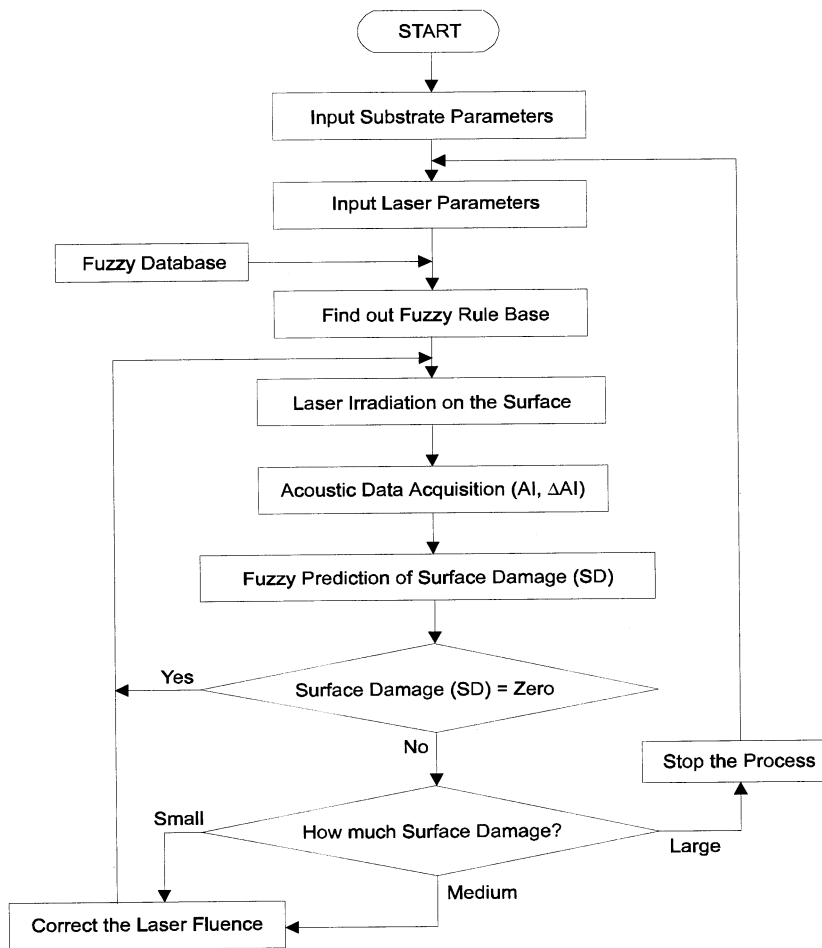 START
Input Substrate Parameters
Input Laser Parameters
Fuzzy Database
Find out Fuzzy Rule Base
Laser Irradiation on the Surface
Acoustic Data Acquisition (AI, ΔAI)
Fuzzy Prediction of Surface Damage (SD)
Yes
Surface Damage (SD) = Zero
No
Stop the Process
Small
How much Surface Damage?
Large
Medium
Correct the Laser Fluence